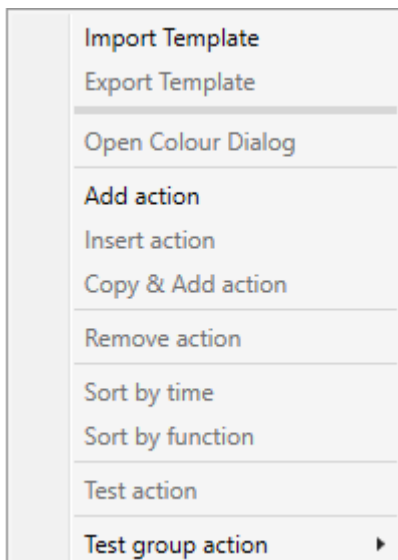 Import Template
Export Template
Open Colour Dialog
Add action
Insert action
Copy & Add action
Remove action
Sort by time
Sort by function
Test action
Test group action